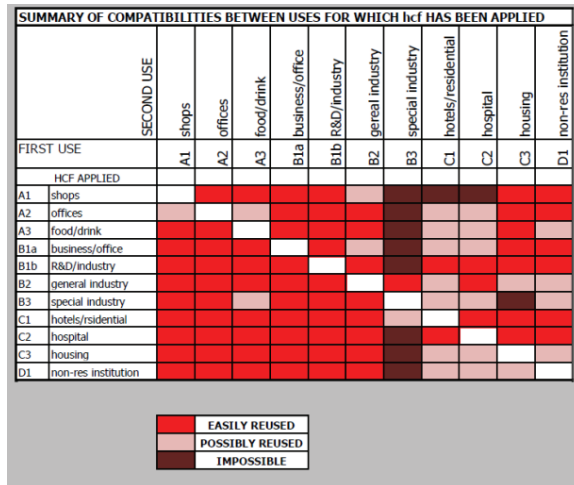 SUMMARY OF COMPATIBILITIES BETWEEN USES FOR WHICH hcf HAS BEEN APPLIED
SECOND USE
shops
offices
food/drink
business/office
R&D/industry
gereal industry
special industry
hotels/residential
hospital
housing
non-res institution
FIRST USE
A1 A2 A3 B1a B1b B2 B3 C1 C2 C3 D1
HCF APPLIED
A1 shops
A2 offices
A3 food/drink
B1a business/office
B1b R&D/industry
B2 general industry
B3 special industry
C1 hotels/rsidential
C2 hospital
C3 housing
D1 non-res institution
EASILY REUSED
POSSIBLY REUSED
IMPOSSIBLE